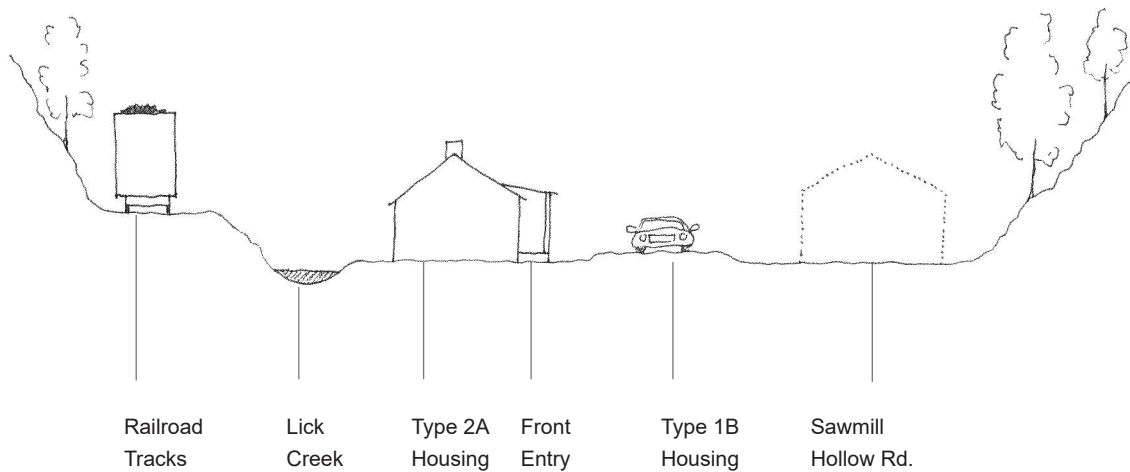 Railroad Lick Type 2A Front Type 1B Sawmill
Tracks Creek Housing Entry Housing Hollow Rd.